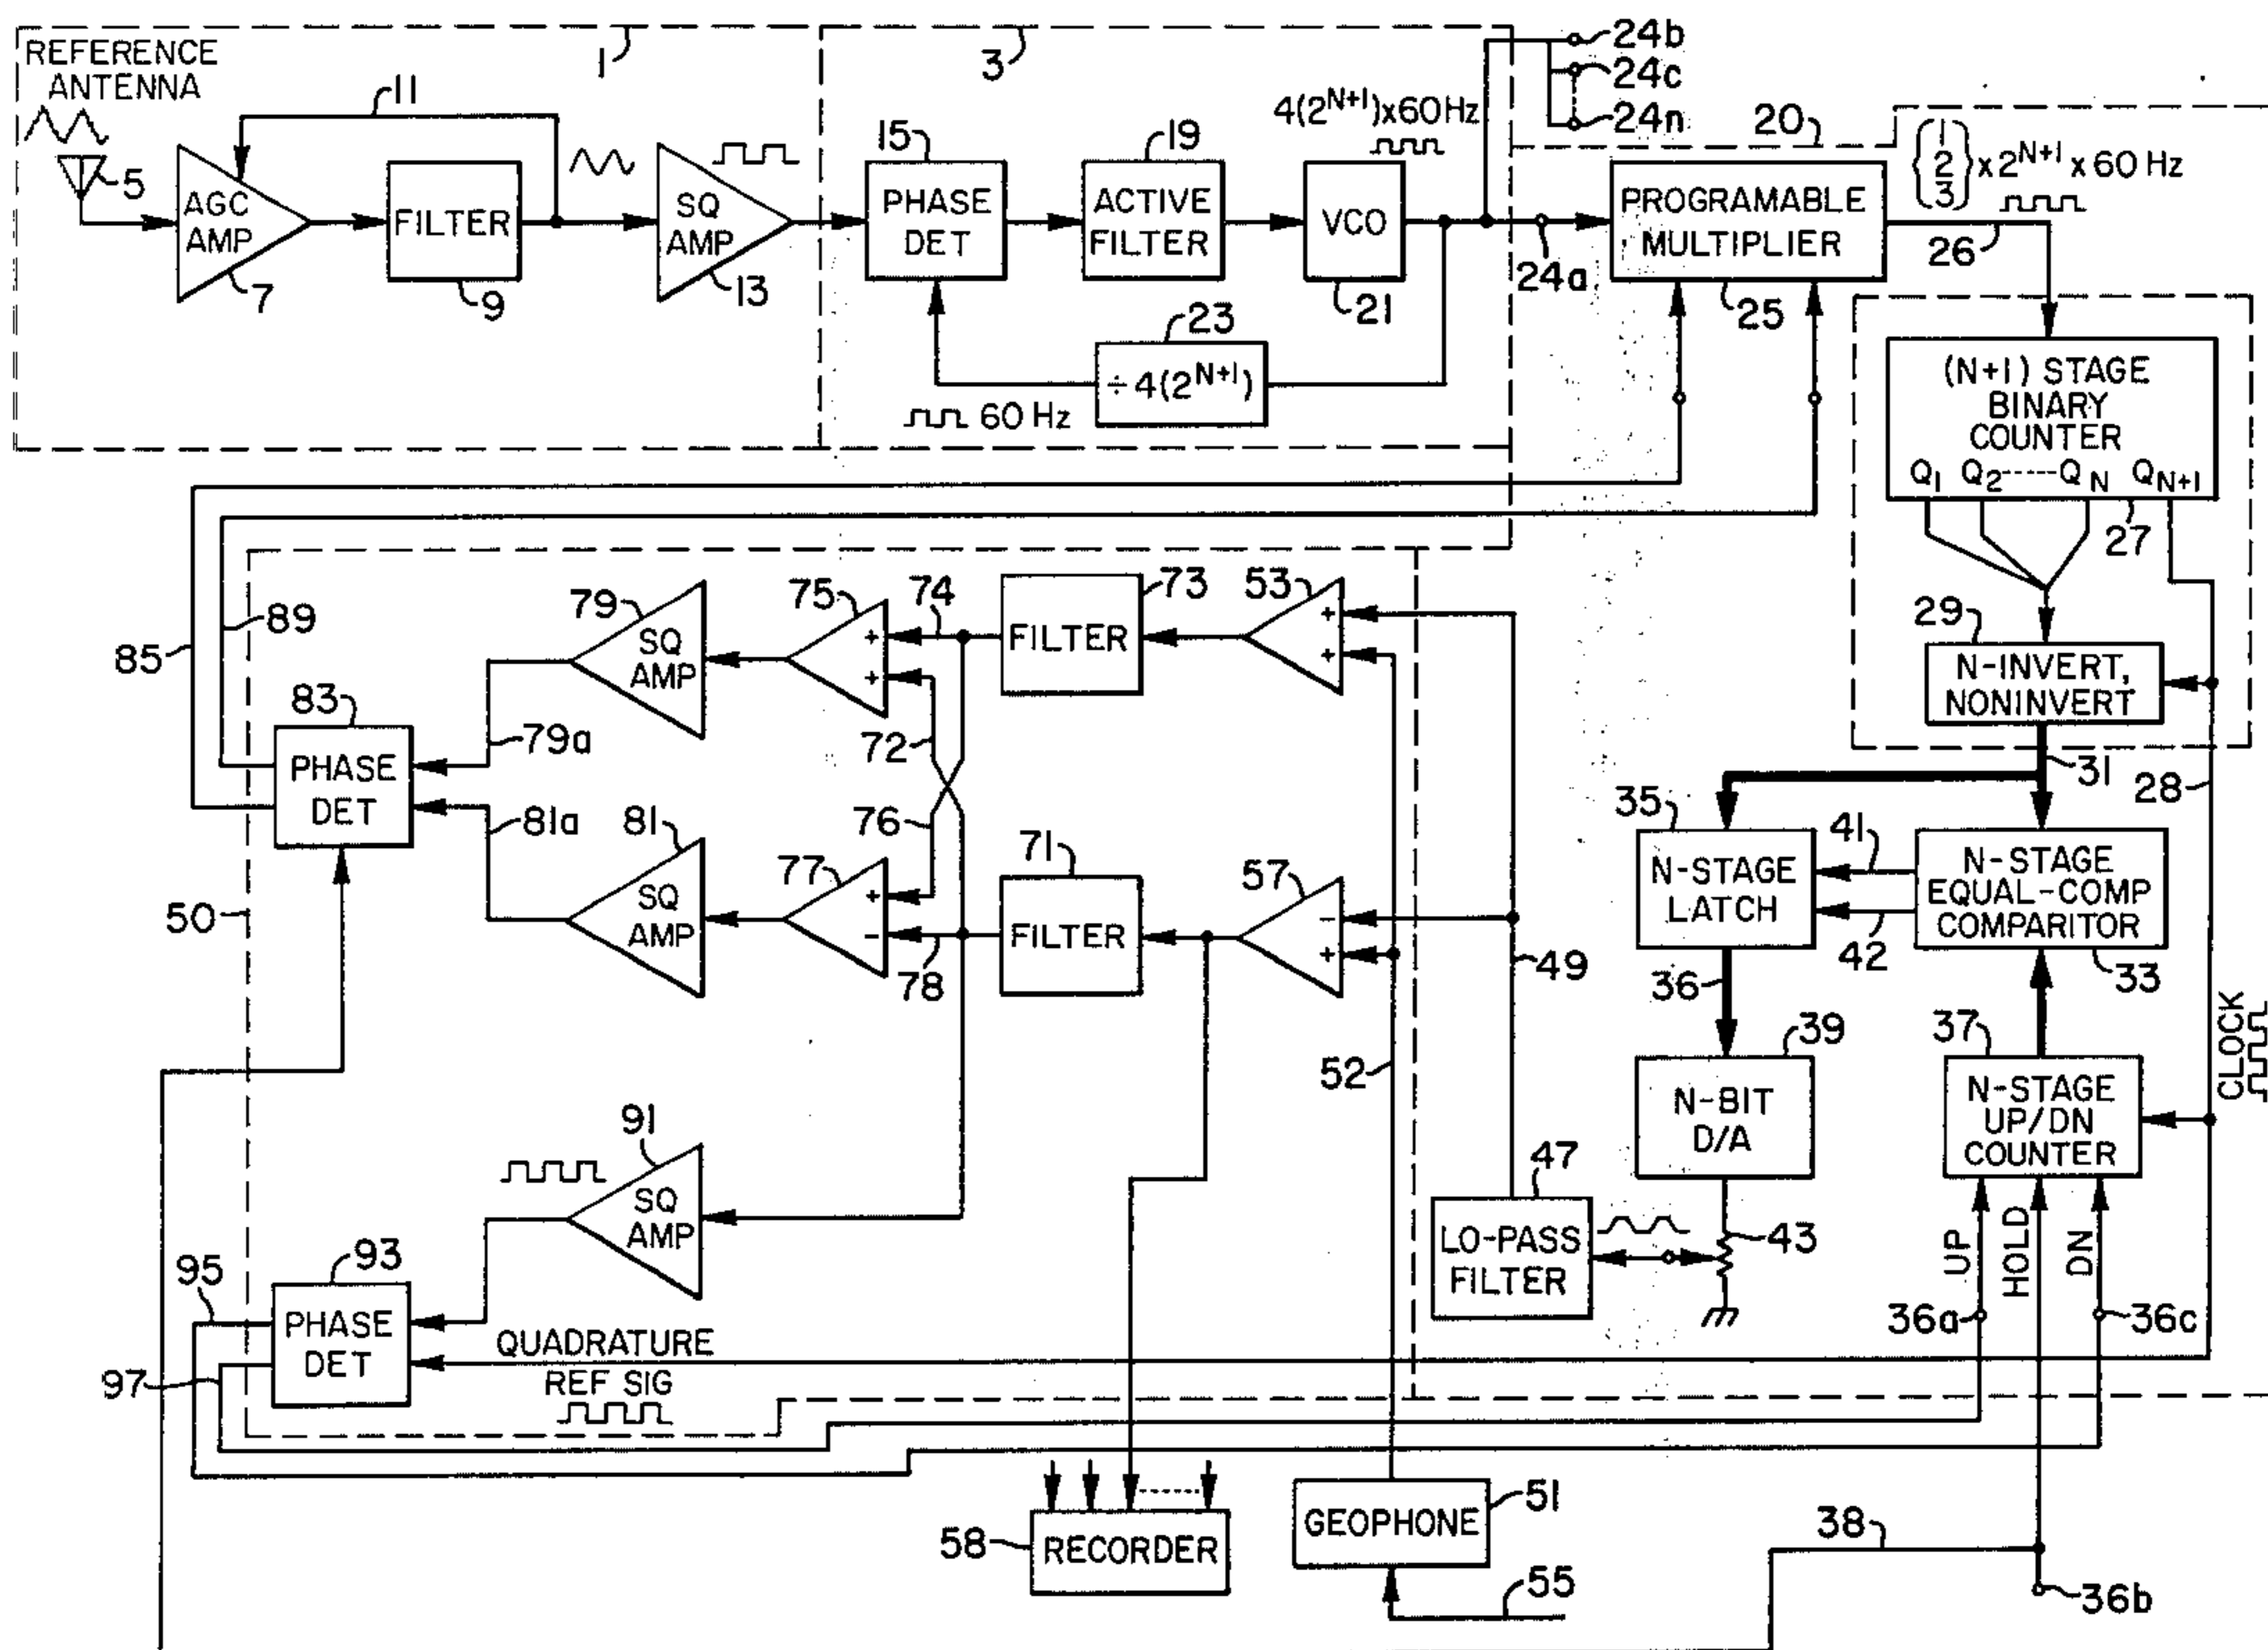 REFERENCE
ANTENNA
1
3
5
11
AGC
AMP
7
FILTER
9
SQ
AMP
13
15
PHASE
DET
19
ACTIVE
FILTER
4(2^{N+1})x60Hz
VCO
21
23
÷4(2^{N+1})
60 Hz
24b
24c
24n
24a
20
PROGRAMABLE
MULTIPLIER
25
{1 2 3} x 2^{N+1} x 60 Hz
26
(N+1) STAGE
BINARY
COUNTER
Q_1 Q_2-----Q_N Q_{N+1}
27
29
N-INVERT,
NONINVERT
31
28
35
N-STAGE
LATCH
41
42
N-STAGE
EQUAL-COMP
COMPARITOR
33
36
39
N-BIT
D/A
37
N-STAGE
UP/DN
COUNTER
CLOCK
UP
HOLD
DN
36a
36c
36b
38
43
47
LO-PASS
FILTER
49
52
53
+
+
57
-
+
73
FILTER
71
FILTER
74
72
76
78
75
+
+
77
+
-
79
SQ
AMP
79a
81
SQ
AMP
81a
83
PHASE
DET
85
89
50
91
SQ
AMP
93
PHASE
DET
95
97
QUADRATURE
REF SIG
58
RECORDER
GEOPHONE
51
55